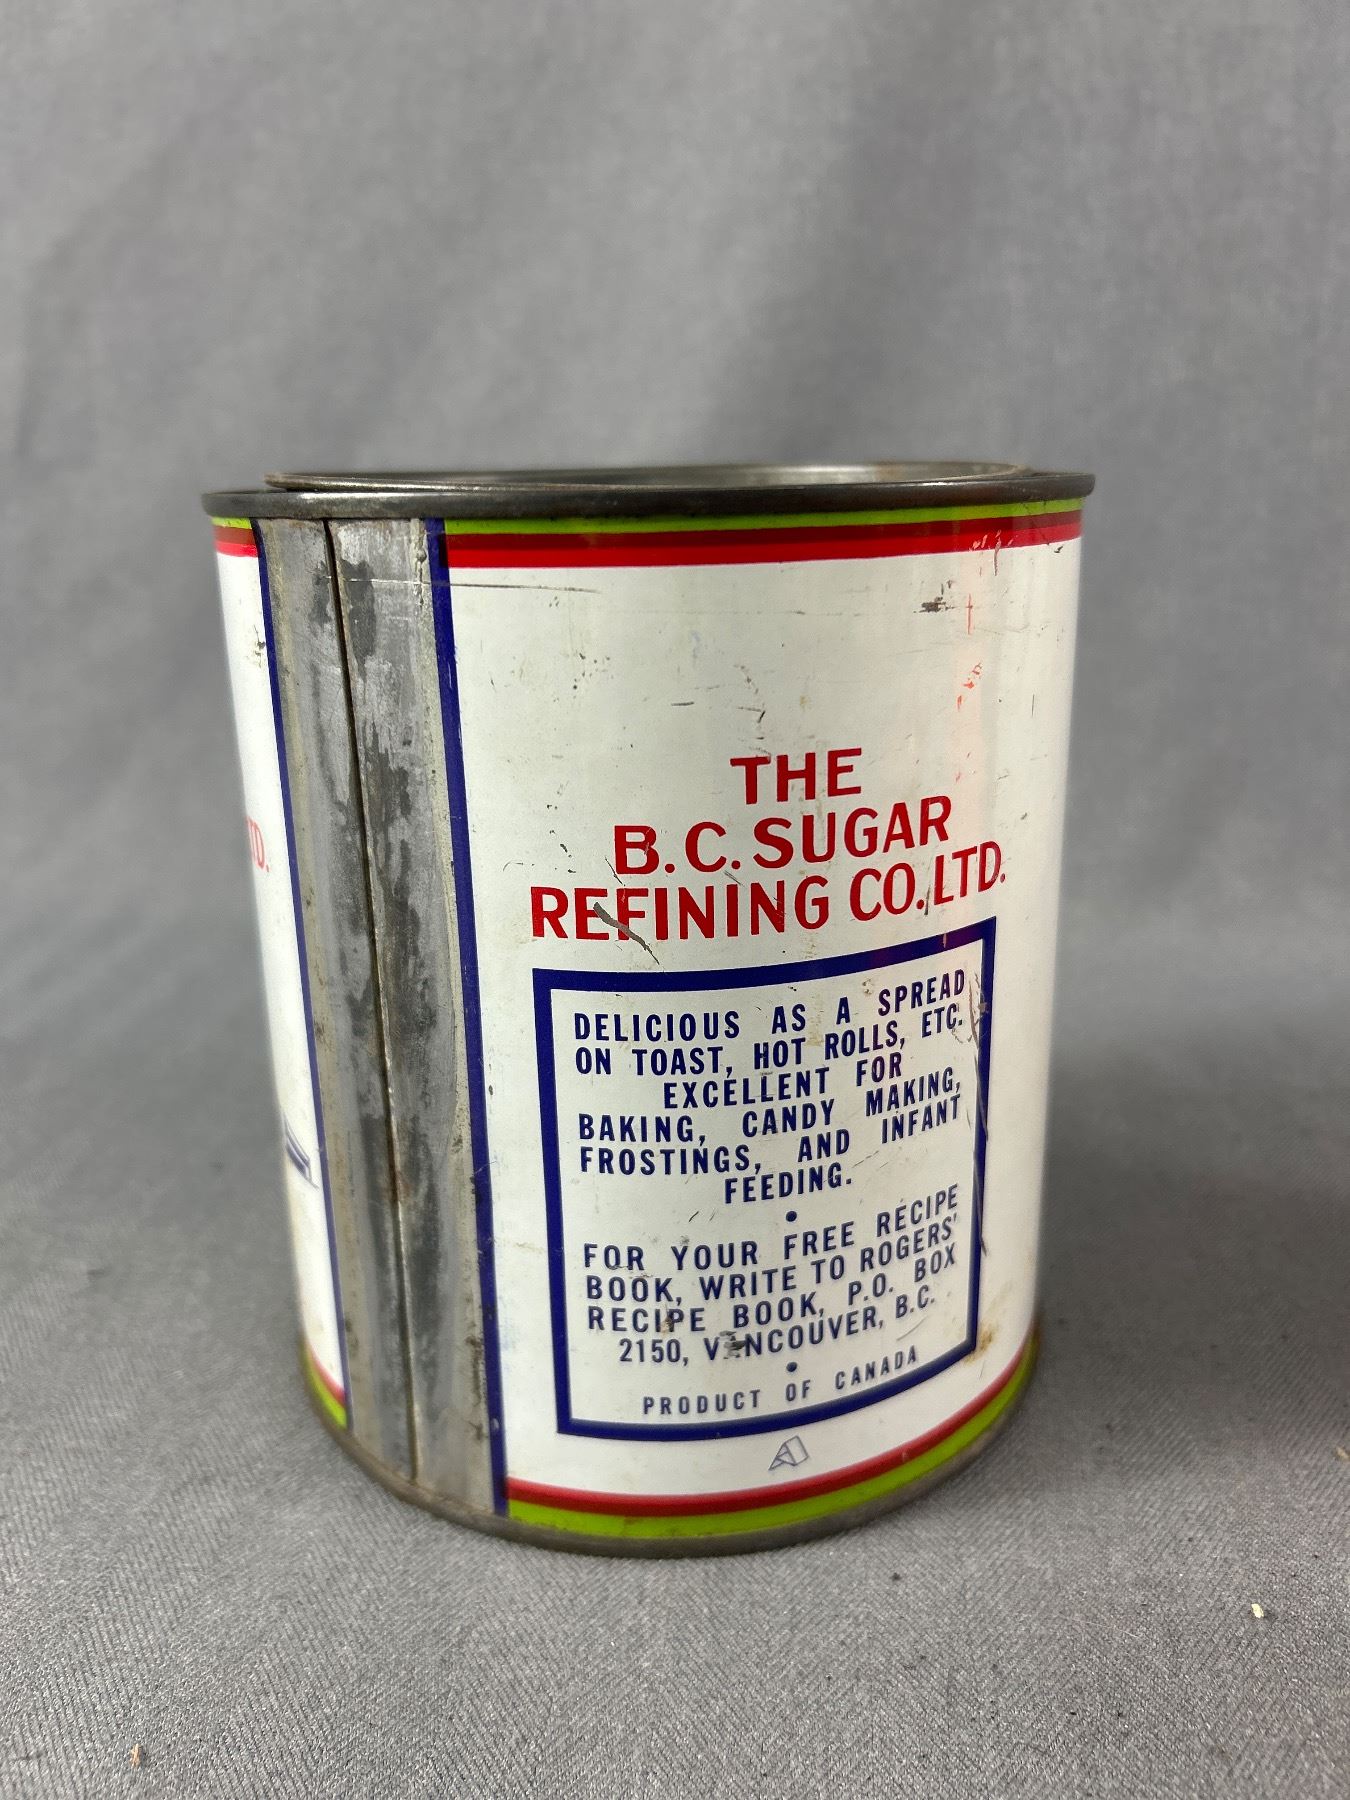 THE
B.C. SUGAR
REFINING CO. LTD.
DELICIOUS AS A SPREAD
ON TOAST, HOT ROLLS, ETC.
EXCELLENT FOR
BAKING, CANDY MAKING,
FROSTINGS, AND INFANT
FEEDING.
•
FOR YOUR FREE RECIPE
BOOK, WRITE TO ROGERS'
RECIPE BOOK, P.O. BOX
2150, VANCOUVER, B.C.
•
PRODUCT OF CANADA